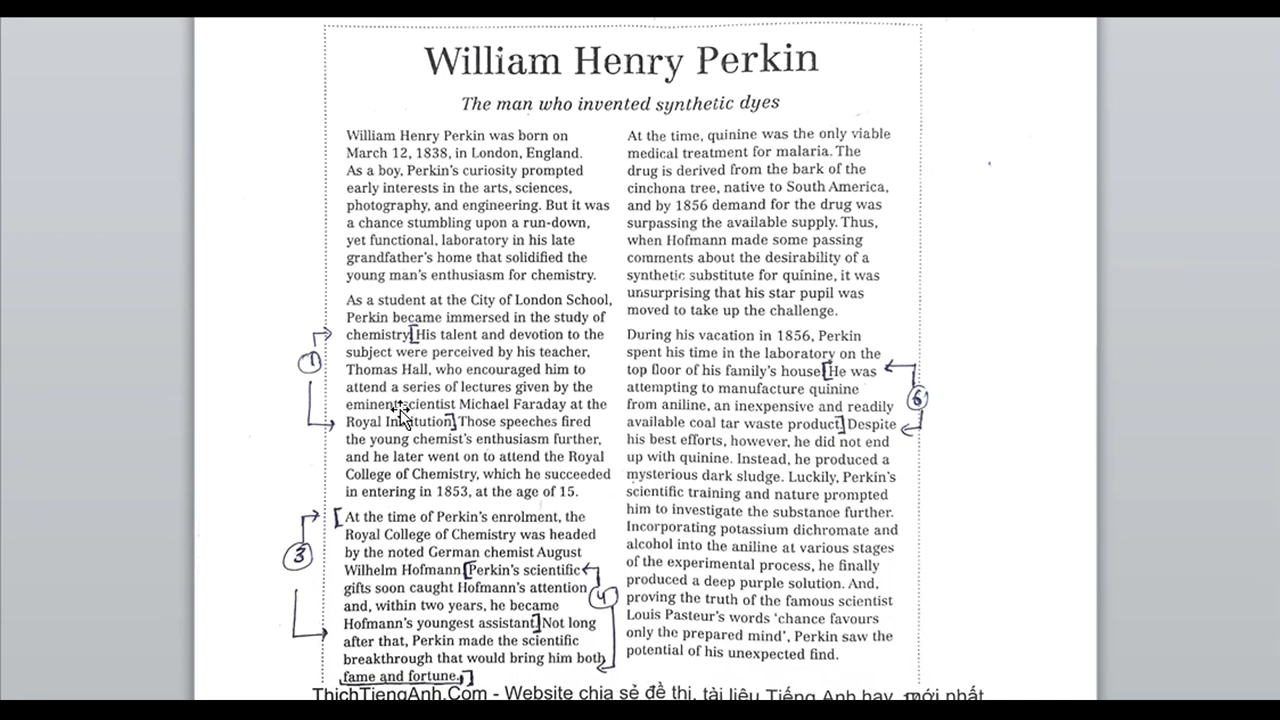 William Henry Perkin
The man who invented synthetic dyes
William Henry Perkin was born on
March 12, 1838, in London, England.
As a boy, Perkin's curiosity prompted
early interests in the arts, sciences,
photography, and engineering. But it was
a chance stumbling upon a run-down,
yet functional, laboratory in his late
grandfather's home that solidified the
young man's enthusiasm for chemistry.
As a student at the City of London School,
Perkin became immersed in the study of
chemistry[His talent and devotion to the
subject were perceived by his teacher,
1
Thomas Hall, who encouraged him to
attend a series of lectures given by the
eminent scientist Michael Faraday at the
Royal Institution] Those speeches fired
the young chemist's enthusiasm further,
and he later went on to attend the Royal
College of Chemistry, which he succeeded
in entering in 1853, at the age of 15.
[At the time of Perkin's enrolment, the
Royal College of Chemistry was headed
3
by the noted German chemist August
Wilhelm Hofmann[Perkin's scientific
gifts soon caught Hofmann's attention
4
and, within two years, he became
Hofmann's youngest assistant]Not long
after that, Perkin made the scientific
breakthrough that would bring him both
fame and fortune.]
At the time, quinine was the only viable
medical treatment for malaria. The
drug is derived from the bark of the
cinchona tree, native to South America,
and by 1856 demand for the drug was
surpassing the available supply. Thus,
when Hofmann made some passing
comments about the desirability of a
synthetic substitute for quinine, it was
unsurprising that his star pupil was
moved to take up the challenge.
During his vacation in 1856, Perkin
spent his time in the laboratory on the
top floor of his family's house[He was
attempting to manufacture quinine
6
from aniline, an inexpensive and readily
available coal tar waste product]Despite
his best efforts, however, he did not end
up with quinine. Instead, he produced a
mysterious dark sludge. Luckily, Perkin's
scientific training and nature prompted
him to investigate the substance further.
Incorporating potassium dichromate and
alcohol into the aniline at various stages
of the experimental process, he finally
produced a deep purple solution. And,
proving the truth of the famous scientist
Louis Pasteur's words 'chance favours
only the prepared mind', Perkin saw the
potential of his unexpected find.
ThichTiengAnh.Com - Website chia sẻ đề thi, tài liệu Tiếng Anh hay, mới nhất